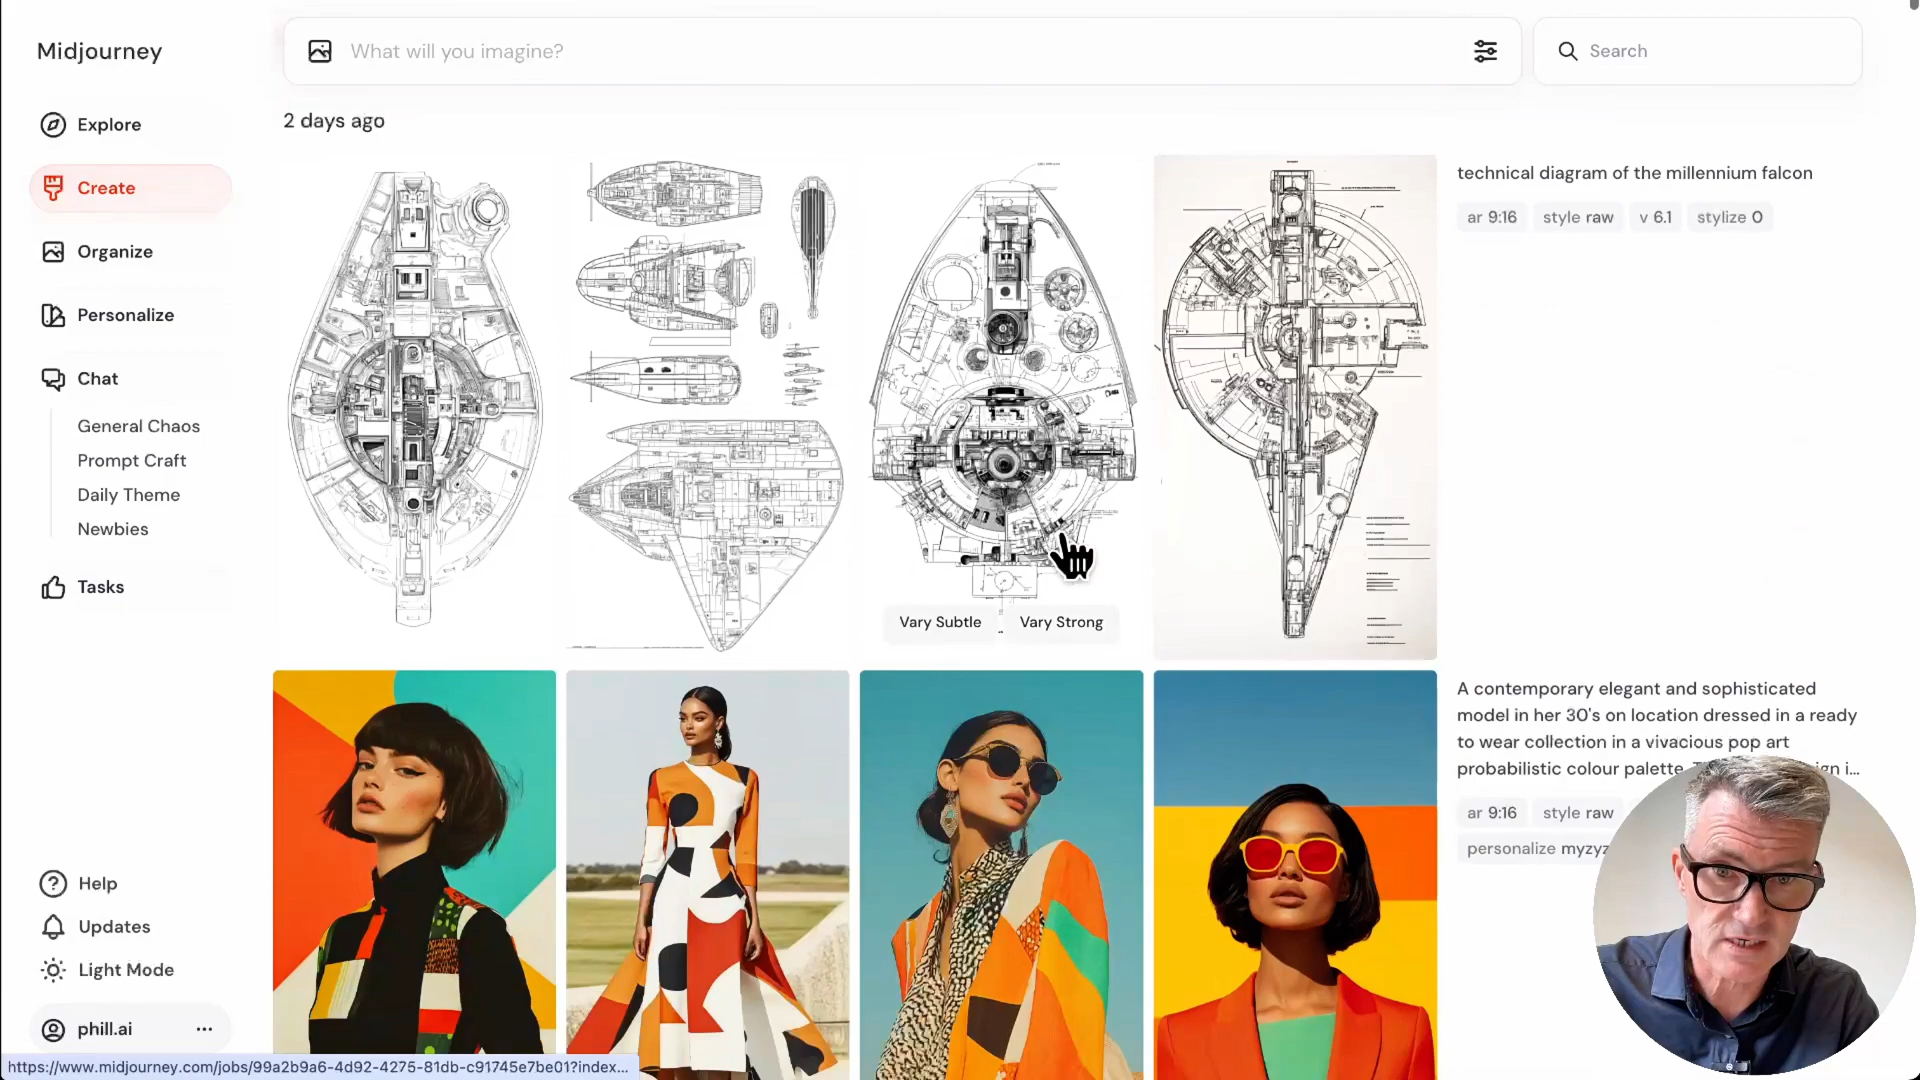 Midjourney
What will you imagine?
Search
Explore
Create
Organize
Personalize
Chat
General Chaos
Prompt Craft
Daily Theme
Newbies
Tasks
Help
Updates
Light Mode
phill.ai
2 days ago
Vary Subtle
Vary Strong
technical diagram of the millennium falcon
ar 9:16 style raw v 6.1 stylize 0
A contemporary elegant and sophisticated
model in her 30's on location dressed in a ready
to wear collection in a vivacious pop art
probabilistic colour palette.
ar 9:16 style raw
personalize myzyz
https://www.midjourney.com/jobs/99a2b9a6-4d92-4275-81db-c91745e7be01?index...